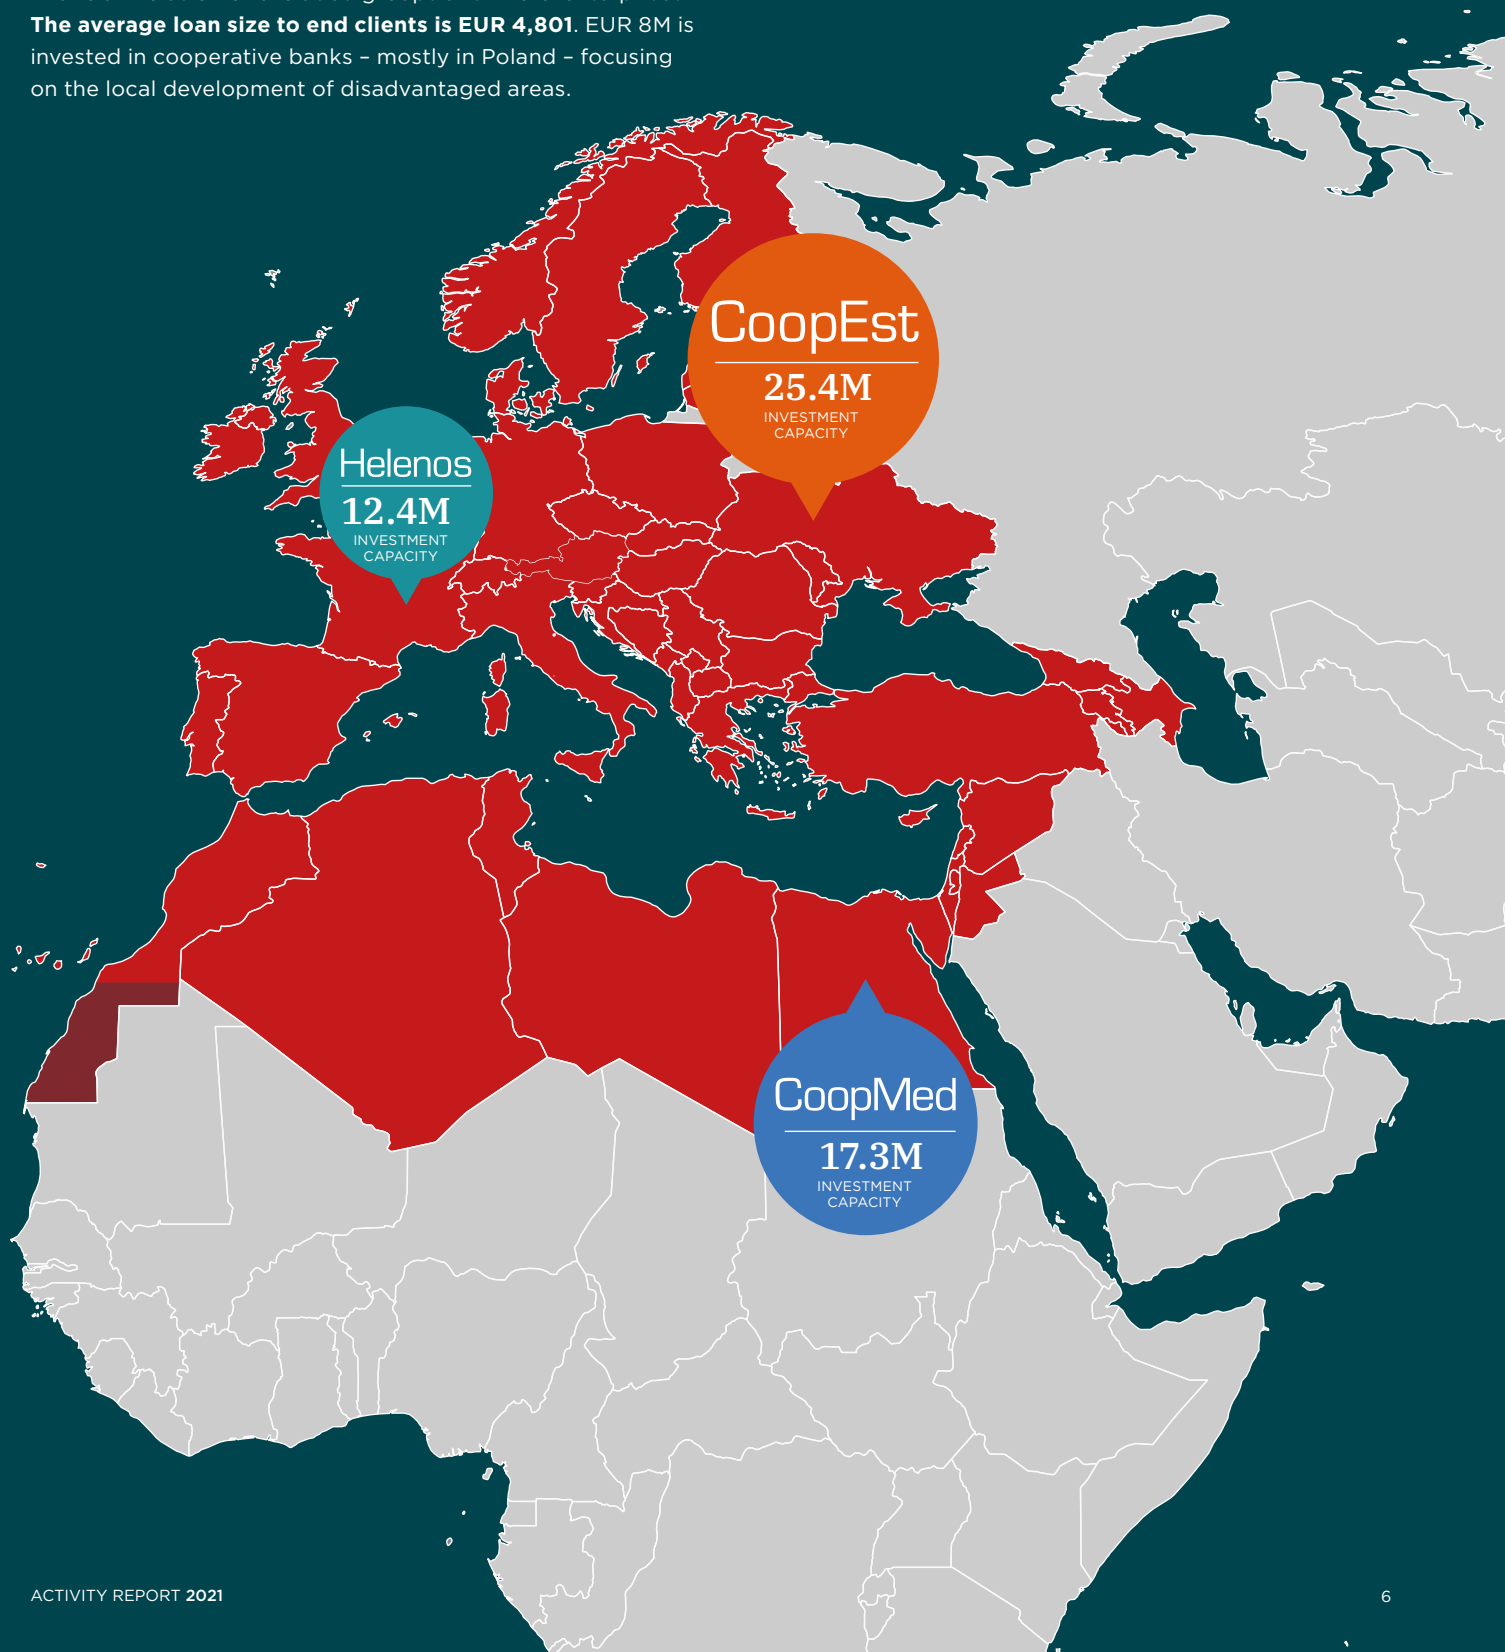 The average loan size to end clients is EUR 4,801. EUR 8M is
invested in cooperative banks – mostly in Poland – focusing
on the local development of disadvantaged areas.
CoopEst
25.4M
INVESTMENT
CAPACITY
Helenos
12.4M
INVESTMENT
CAPACITY
CoopMed
17.3M
INVESTMENT
CAPACITY
ACTIVITY REPORT 2021
6